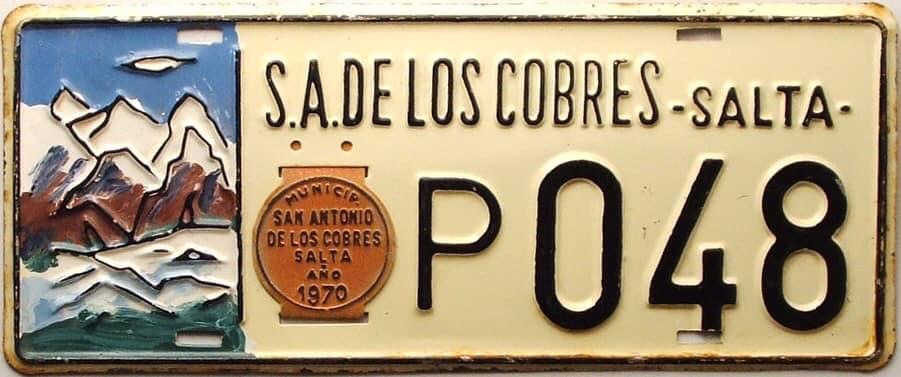 S.A.DE LOS COBRES -SALTA-
MUNICIP.
SAN ANTONIO
DE LOS COBRES
SALTA
AÑO
1970
P048